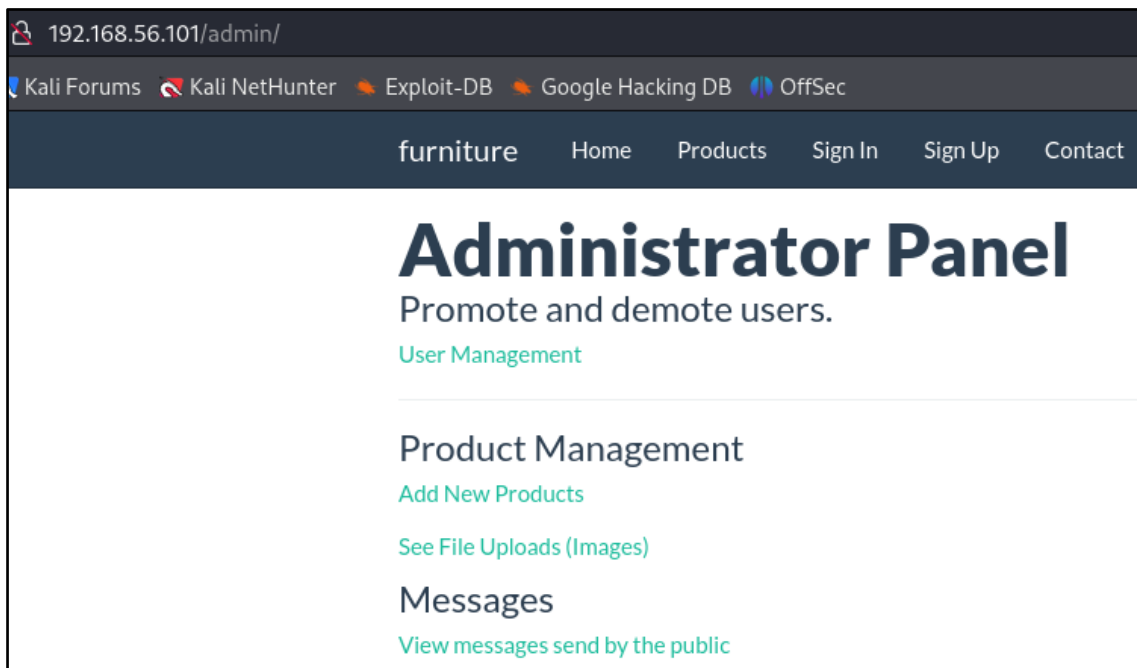 192.168.56.101/admin/
Kali Forums Kali NetHunter Exploit-DB Google Hacking DB OffSec
furniture Home Products Sign In Sign Up Contact
Administrator Panel
Promote and demote users.
User Management
Product Management
Add New Products
See File Uploads (Images)
Messages
View messages send by the public